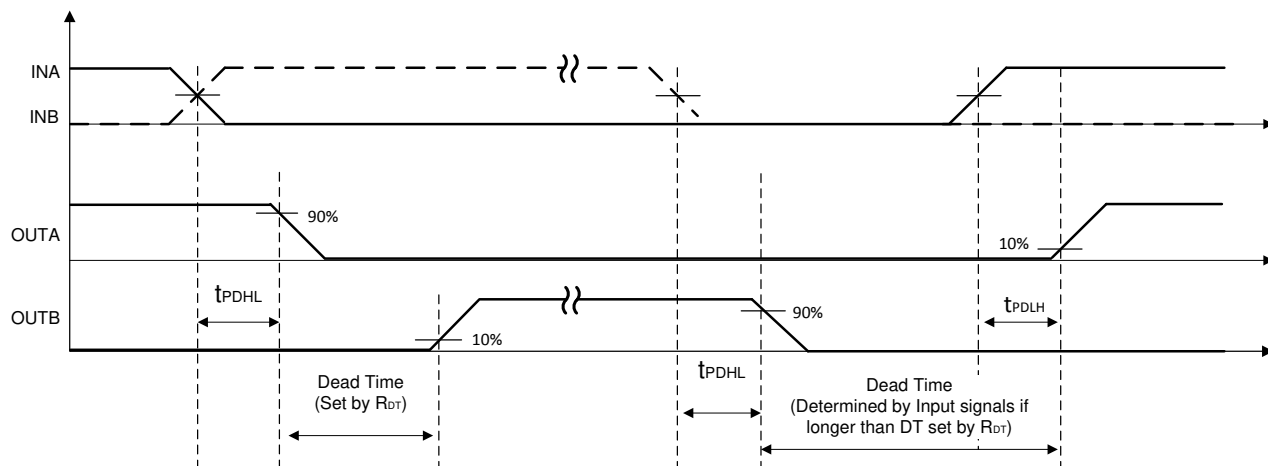 INA
INB
OUTA
90%
10%
tPDHL
tPDLH
OUTB
10%
90%
tPDHL
Dead Time
(Set by RDT)
Dead Time
(Determined by Input signals if
longer than DT set by RDT)